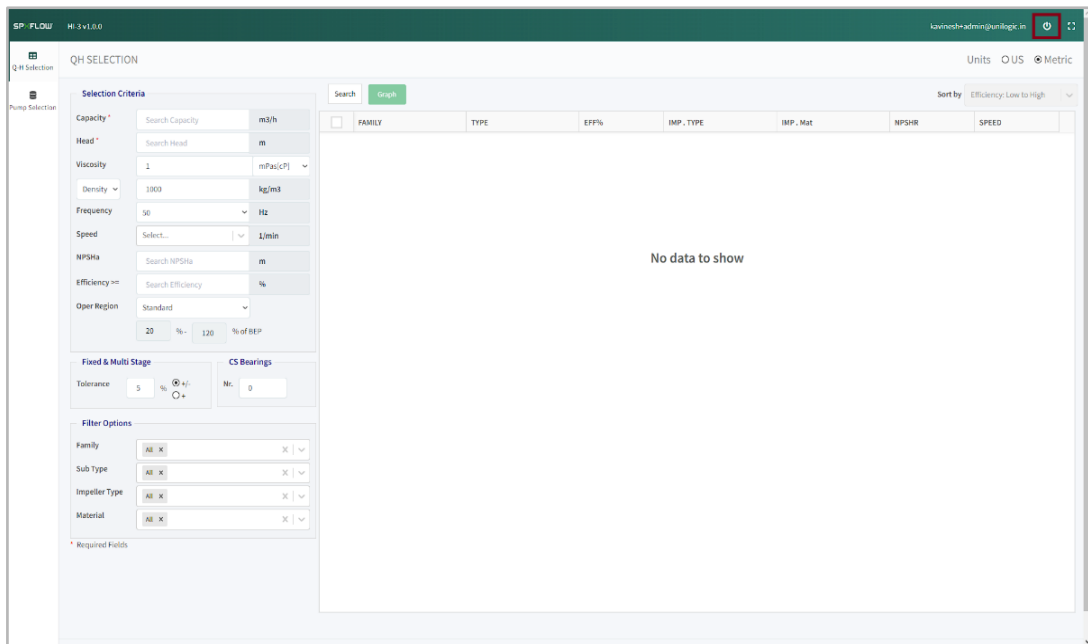 SPXFLOW HI-3 v1.0.0 kavinesh+admin@unilogic.in
Q-H Selection
Pump Selection
QH SELECTION Units US Metric
Selection Criteria
Capacity * Search Capacity m3/h
Head * Search Head m
Viscosity 1 mPas(cP)
Density 1000 kg/m3
Frequency 50 Hz
Speed Select... 1/min
NPSHa Search NPSHa m
Efficiency >= Search Efficiency %
Oper Region Standard
20 % - 120 % of BEP
Fixed & Multi Stage
Tolerance 5 % +/-
+
CS Bearings
Nr. 0
Filter Options
Family All x
Sub Type All x
Impeller Type All x
Material All x
* Required Fields
Search Graph Sort by Efficiency: Low to High
FAMILY TYPE EFF% IMP. TYPE IMP. Mat NPSHR SPEED
No data to show